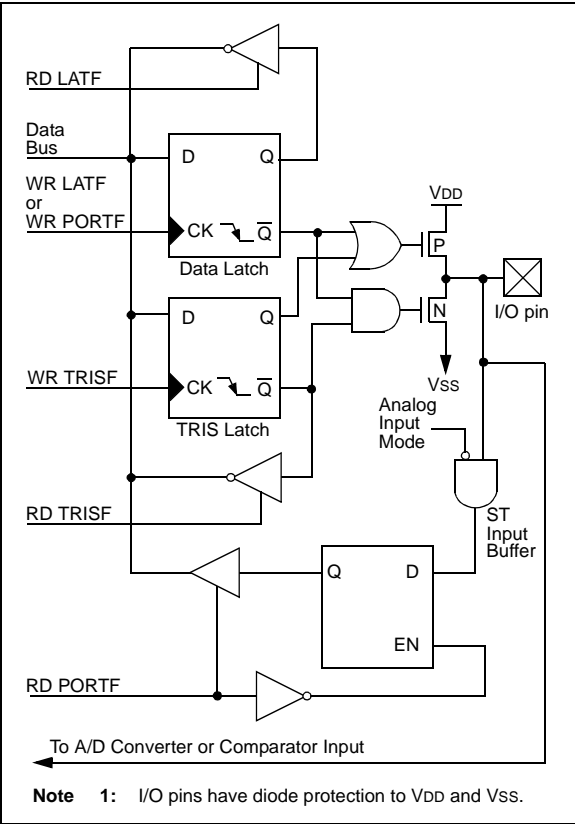 RD LATF
Data
Bus
WR LATF
or
WR PORTF
D
Q
CK
Q̅
Data Latch
VDD
P
N
I/O pin
VSS
D
Q
WR TRISF
CK
Q̅
TRIS Latch
Analog
Input
Mode
RD TRISF
ST
Input
Buffer
Q
D
EN
RD PORTF
To A/D Converter or Comparator Input
Note 1: I/O pins have diode protection to VDD and VSS.